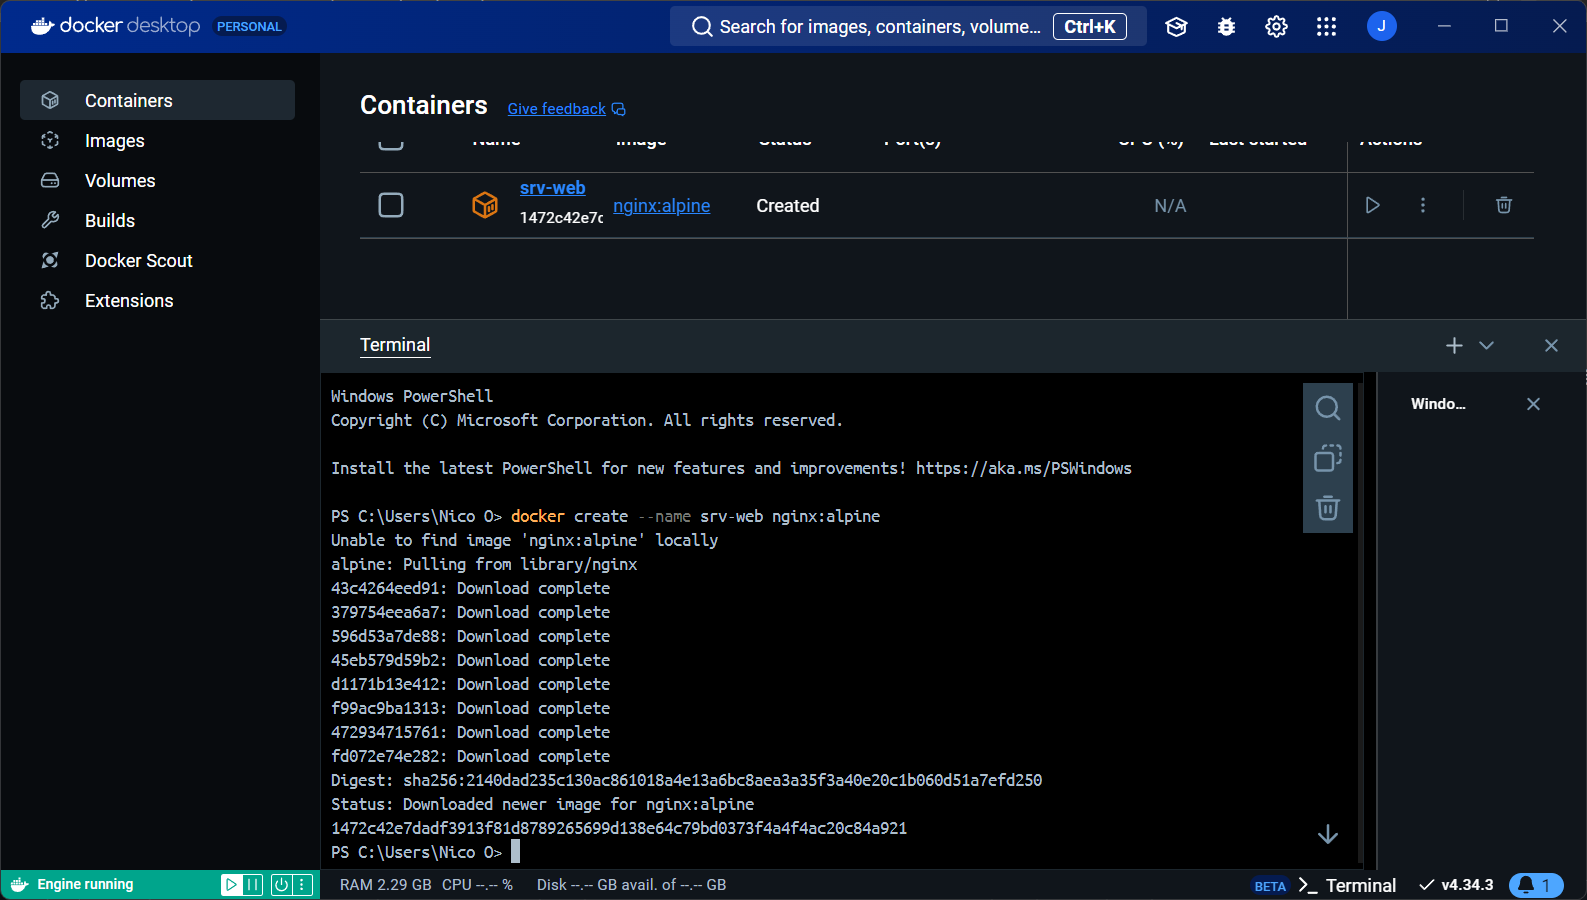 docker desktop PERSONAL
Search for images, containers, volume... Ctrl+K
J
Containers
Images
Volumes
Builds
Docker Scout
Extensions
Containers Give feedback
Name Image Status Port(s) CPU (%) Last started Actions
srv-web
1472c42e7c nginx:alpine Created N/A
Terminal
Windo...
Windows PowerShell
Copyright (C) Microsoft Corporation. All rights reserved.
Install the latest PowerShell for new features and improvements! https://aka.ms/PSWindows
PS C:\Users\Nico O> docker create --name srv-web nginx:alpine
Unable to find image 'nginx:alpine' locally
alpine: Pulling from library/nginx
43c4264eed91: Download complete
379754eea6a7: Download complete
596d53a7de88: Download complete
45eb579d59b2: Download complete
d1171b13e412: Download complete
f99ac9ba1313: Download complete
472934715761: Download complete
fd072e74e282: Download complete
Digest: sha256:2140dad235c130ac861018a4e13a6bc8aea3a35f3a40e20c1b060d51a7efd250
Status: Downloaded newer image for nginx:alpine
1472c42e7dadf3913f81d8789265699d138e64c79bd0373f4a4f4ac20c84a921
PS C:\Users\Nico O>
Engine running
RAM 2.29 GB CPU --.-- % Disk --.-- GB avail. of --.-- GB
BETA >_ Terminal v4.34.3 1